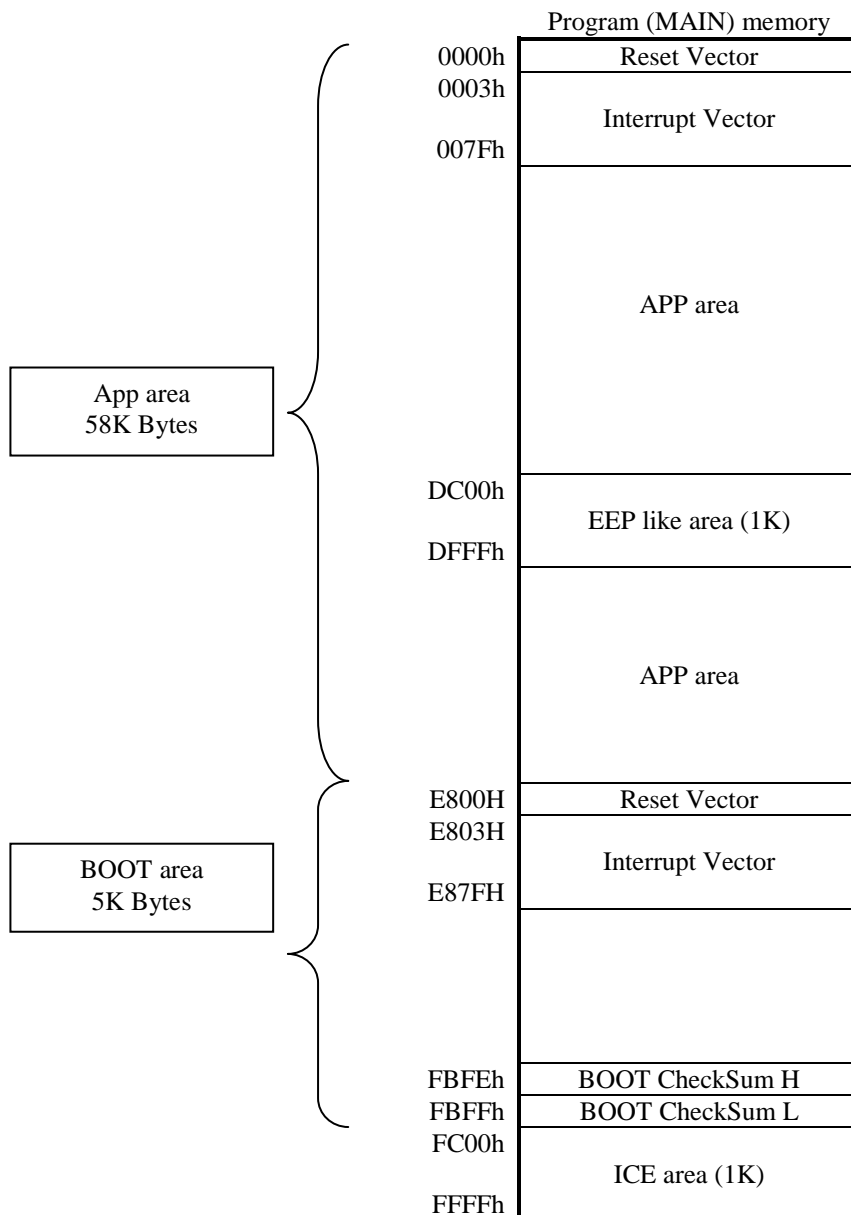 Program (MAIN) memory
0000h
Reset Vector
0003h
Interrupt Vector
007Fh
APP area
App area
58K Bytes
DC00h
EEP like area (1K)
DFFFh
APP area
E800H
Reset Vector
E803H
Interrupt Vector
BOOT area
5K Bytes
E87FH
FBFEh
BOOT CheckSum H
FBFFh
BOOT CheckSum L
FC00h
ICE area (1K)
FFFFh